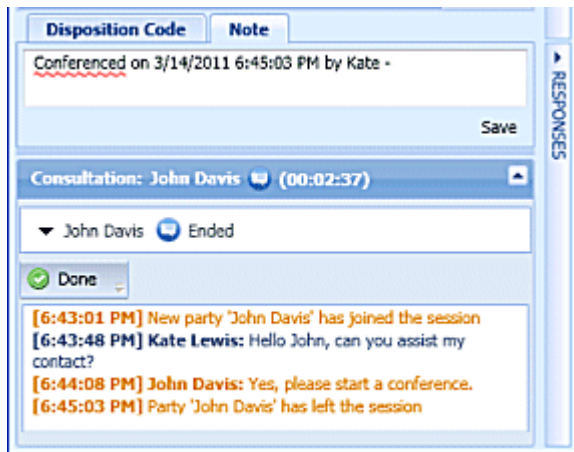 Disposition Code Note
Conferenced on 3/14/2011 6:45:03 PM by Kate -
Save
RESPONSES
Consultation: John Davis (00:02:37)
John Davis Ended
Done
[6:43:01 PM] New party 'John Davis' has joined the session
[6:43:48 PM] Kate Lewis: Hello John, can you assist my
contact?
[6:44:08 PM] John Davis: Yes, please start a conference.
[6:45:03 PM] Party 'John Davis' has left the session